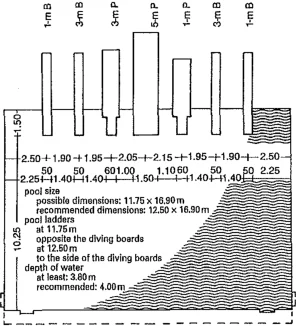 1-m B 3-m B 3-m P 5-m P 1-m P 3-m B 1-m B
1.50
2.50 1.90 1.95 2.05 2.15 1.95 1.90 2.50
50 50 60 1.00 1.10 60 50 50
2.25 1.40 1.40 1.50 1.40 1.40 2.25
pool size
possible dimensions: 11.75 x 16.90 m
recommended dimensions: 12.50 x 16.90 m
pool ladders
at 11.75 m
opposite the diving boards
at 12.50 m
to the side of the diving boards
depth of water
at least: 3.80 m
recommended: 4.00 m
10.25